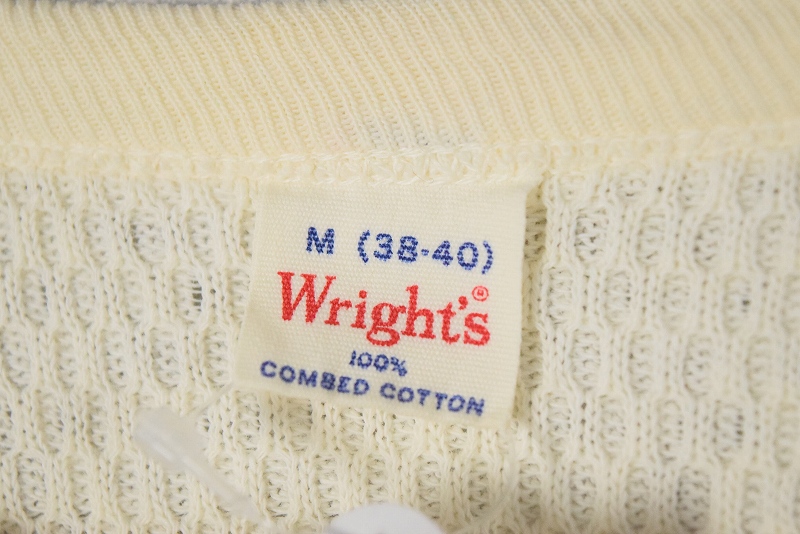 M (38-40)
Wright's®
100%
COMBED COTTON